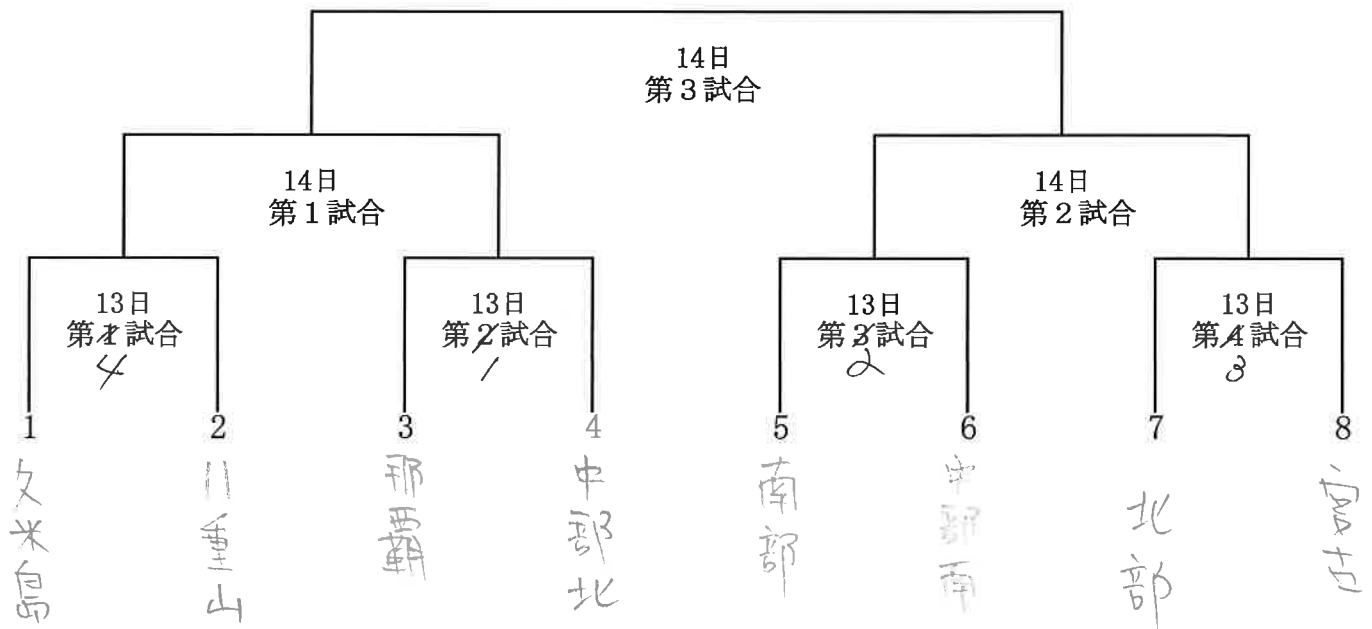 14日
第3試合
14日
第1試合
14日
第2試合
13日
第1試合
4
13日
第2試合
1
13日
第3試合
2
13日
第4試合
3
1
2
3
4
5
6
7
8
久米島
八重山
那覇
中部北
南部
中部南
北部
宮古